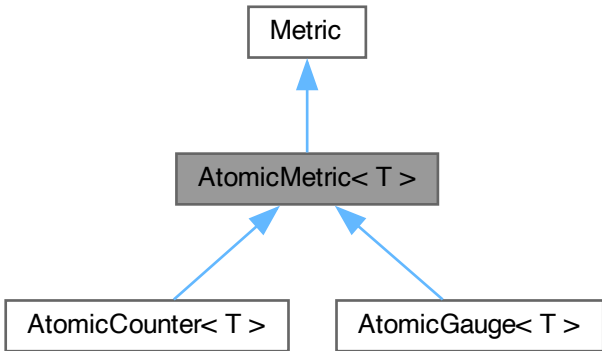 Metric
AtomicMetric< T >
AtomicCounter< T >
AtomicGauge< T >